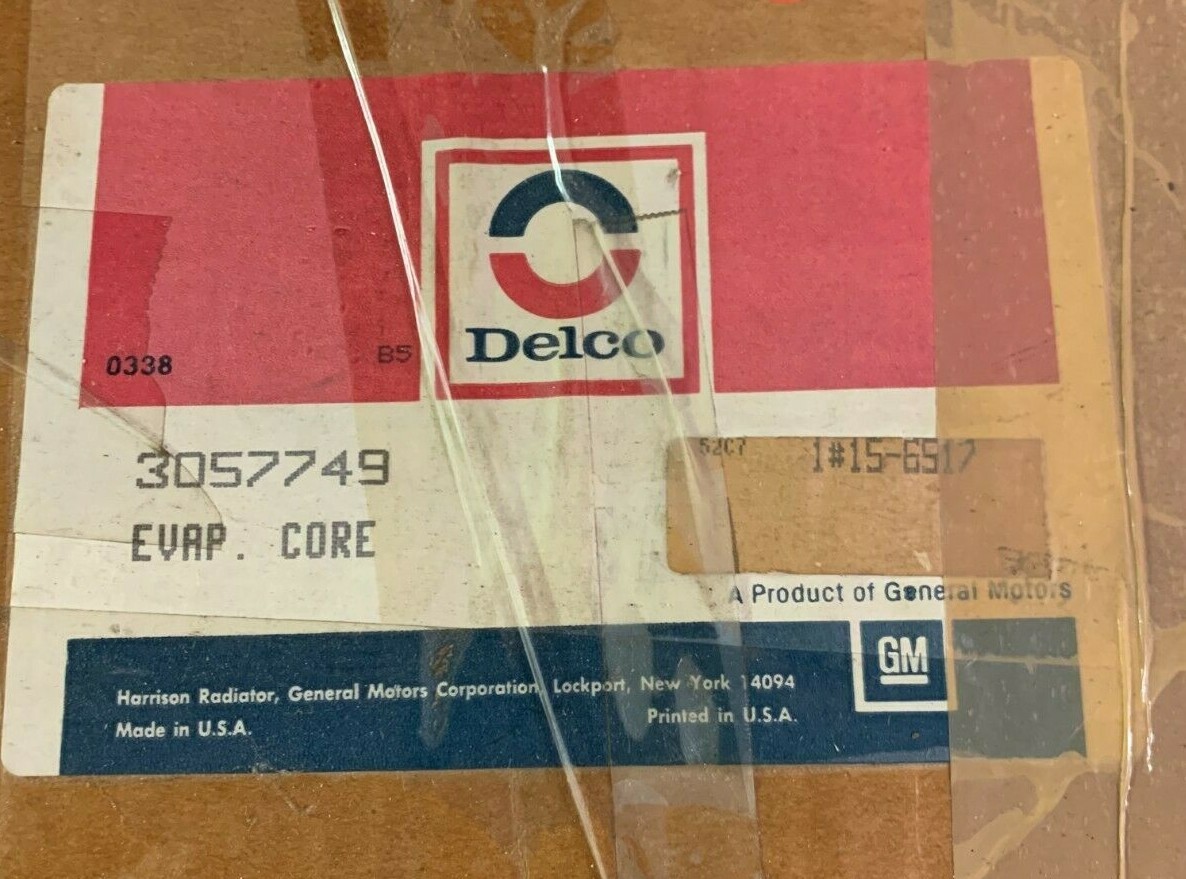 Delco
0338 B5
3057749
EVAP. CORE
52C7 1#15-6517
A Product of General Motors
GM
Harrison Radiator, General Motors Corporation, Lockport, New York 14094
Made in U.S.A. Printed in U.S.A.